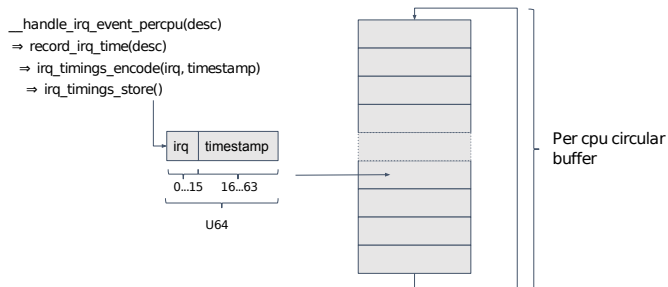 __handle_irq_event_percpu(desc)
⇒ record_irq_time(desc)
⇒ irq_timings_encode(irq, timestamp)
⇒ irq_timings_store()
irq timestamp
0...15 16...63
U64
Per cpu circular
buffer